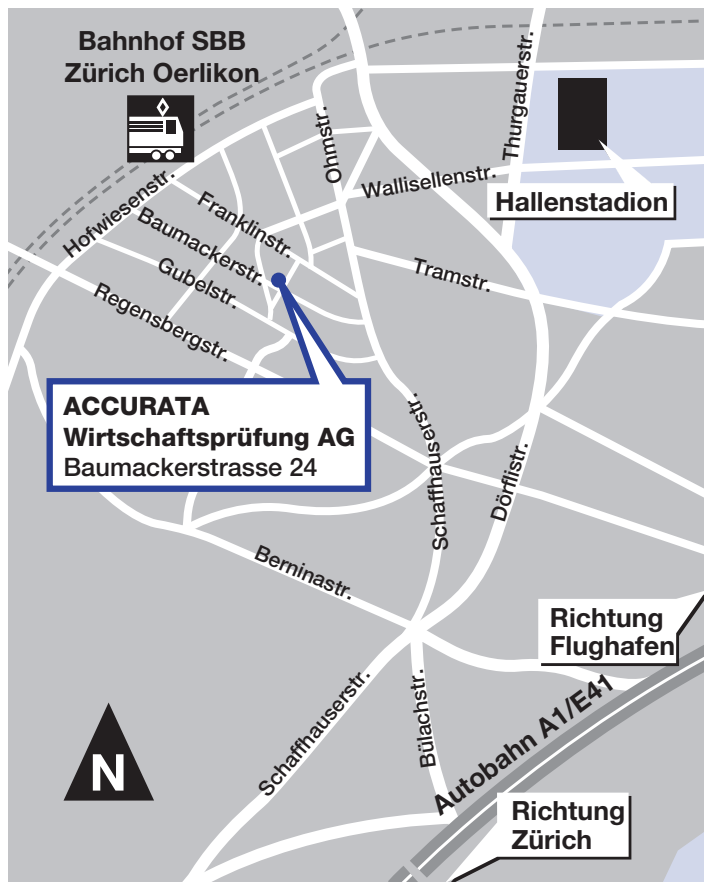 Bahnhof SBB
Zürich Oerlikon
Thurgauerstr.
Ohmstr.
Wallisellenstr.
Hallenstadion
Hofwiesenstr.
Franklinstr.
Baumackerstr.
Gubelstr.
Tramstr.
Regensbergstr.
ACCURATA
Wirtschaftsprüfung AG
Baumackerstrasse 24
Schaffhauserstr.
Dörflistr.
Berninastr.
Richtung
Flughafen
Schaffhauserstr.
Bülachstr.
Autobahn A1/E41
N
Richtung
Zürich